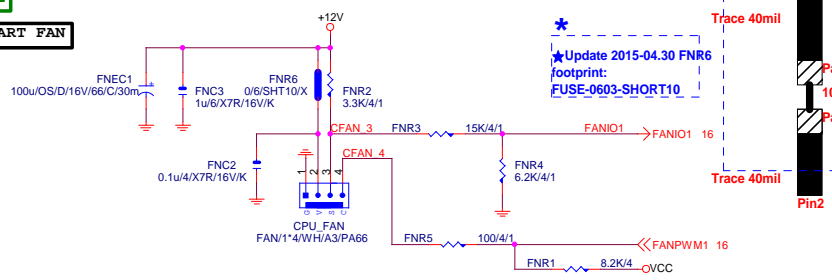 ART FAN
+12V
FNEC1
100u/OS/D/16V/66/C/30m
+
FNC3
1u/6/X7R/16V/K
FNR6
0/6/SHT10/X
FNR2
3.3K/4/1
*
★Update 2015-04.30 FNR6
footprint:
FUSE-0603-SHORT10
Trace 40mil
Pa
10
Pa
Trace 40mil
Pin2
CFAN_3
FNR3
15K/4/1
FANIO1
FANIO1 16
FNC2
0.1u/4/X7R/16V/K
CFAN_4
FNR4
6.2K/4/1
1 2 3 4
G V S C
CPU_FAN
FAN/1*4/WH/A3/PA66
FNR5
100/4/1
FANPWM1 16
FNR1
8.2K/4
VCC